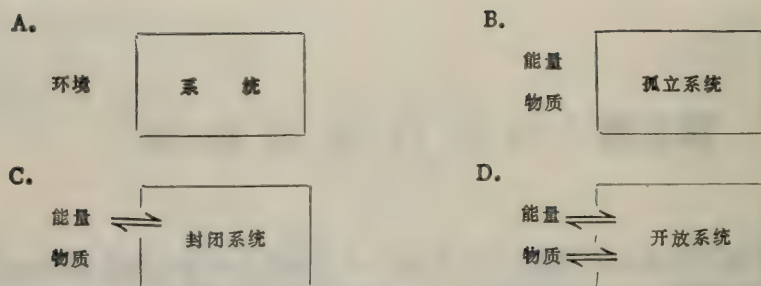 A.
环境
系 统
B.
能量
物质
孤立系统
C.
能量
物质
封闭系统
D.
能量
物质
开放系统